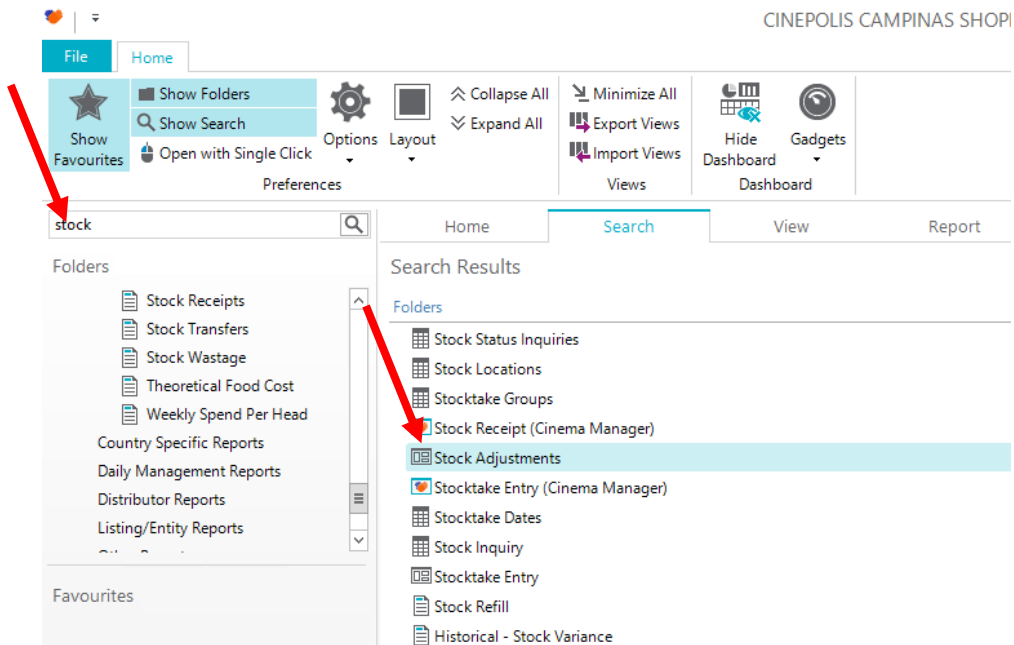 CINEPOLIS CAMPINAS SHOP
File
Home
Show Favourites
Show Folders
Show Search
Open with Single Click
Options
Layout
Collapse All
Expand All
Preferences
Minimize All
Export Views
Import Views
Views
Hide Dashboard
Gadgets
Dashboard
stock
Home
Search
View
Report
Folders
Stock Receipts
Stock Transfers
Stock Wastage
Theoretical Food Cost
Weekly Spend Per Head
Country Specific Reports
Daily Management Reports
Distributor Reports
Listing/Entity Reports
Favourites
Search Results
Folders
Stock Status Inquiries
Stock Locations
Stocktake Groups
Stock Receipt (Cinema Manager)
Stock Adjustments
Stocktake Entry (Cinema Manager)
Stocktake Dates
Stock Inquiry
Stocktake Entry
Stock Refill
Historical - Stock Variance